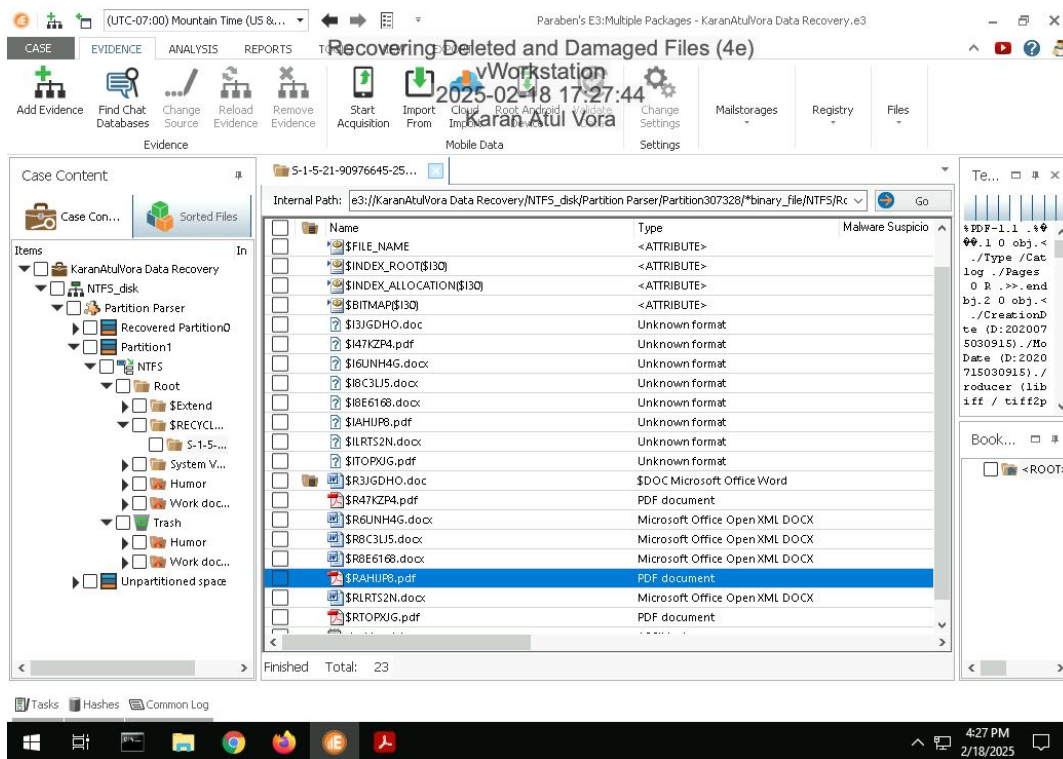 (UTC-07:00) Mountain Time (US &...
Paraben's E3:Multiple Packages - KaranAtulVora Data Recovery.e3
CASE EVIDENCE ANALYSIS REPORTS
Recovering Deleted and Damaged Files (4e)
vWorkstation
2025-02-18 17:27:44
Karan Atul Vora
Add Evidence
Find Chat Databases
Change Source
Reload Evidence
Remove Evidence
Start Acquisition
Import From
Cloud Import
Root Android Device
Validate
Change Settings
Mailstorages
Registry
Files
Evidence
Mobile Data
Settings
Case Content
Case Con...
Sorted Files
Items In
KaranAtulVora Data Recovery
NTFS_disk
Partition Parser
Recovered Partition0
Partition1
NTFS
Root
$Extend
$RECYCL...
S-1-5-...
System V...
Humor
Work doc...
Trash
Humor
Work doc...
Unpartitioned space
S-1-5-21-90976645-25...
Internal Path: e3://KaranAtulVora Data Recovery/NTFS_disk/Partition Parser/Partition307328/*binary_file/NTFS/Rc Go
Name Type Malware Suspicio
$FILE_NAME <ATTRIBUTE>
$INDEX_ROOT($I30) <ATTRIBUTE>
$INDEX_ALLOCATION($I30) <ATTRIBUTE>
$BITMAP($I30) <ATTRIBUTE>
$I3JGDHO.doc Unknown format
$I47KZP4.pdf Unknown format
$I6UNH4G.docx Unknown format
$I8C3LJ5.docx Unknown format
$I8E6168.docx Unknown format
$IAHIJP8.pdf Unknown format
$ILRTS2N.docx Unknown format
$ITOPXJG.pdf Unknown format
$R3JGDHO.doc $DOC Microsoft Office Word
$R47KZP4.pdf PDF document
$R6UNH4G.docx Microsoft Office Open XML DOCX
$R8C3LJ5.docx Microsoft Office Open XML DOCX
$R8E6168.docx Microsoft Office Open XML DOCX
$RAHIJP8.pdf PDF document
$RLRTS2N.docx Microsoft Office Open XML DOCX
$RTOPXJG.pdf PDF document
Finished Total: 23
Te...
%PDF-1.1 .%
.1 0 obj.<
./Type /Cat
log ./Pages
0 R .>>.end
bj.2 0 obj.<
./CreationD
te (D:202007
5030915)./Mo
Date (D:2020
715030915)./
roducer (lib
iff / tiff2p
Book...
<ROOT>
Tasks Hashes Common Log
4:27 PM
2/18/2025